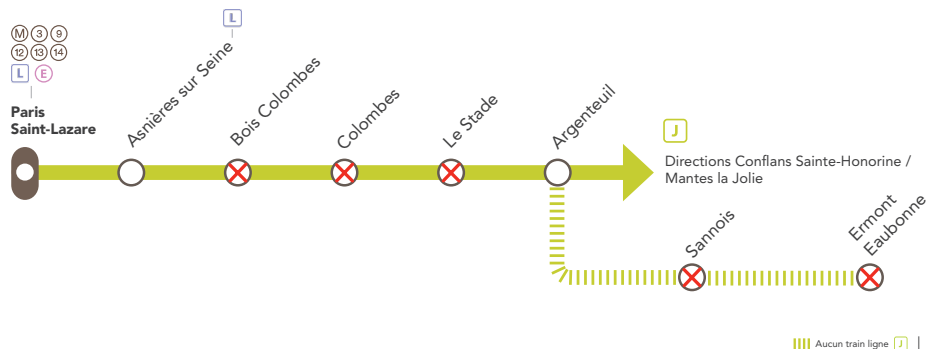 L
M 3 9
12 13 14
L E
Paris
Saint-Lazare
Asnières sur Seine
Bois Colombes
Colombes
Le Stade
Argenteuil
J
Directions Conflans Sainte-Honorine /
Mantes la Jolie
Sannois
Ermont
Eaubonne
Aucun train ligne J